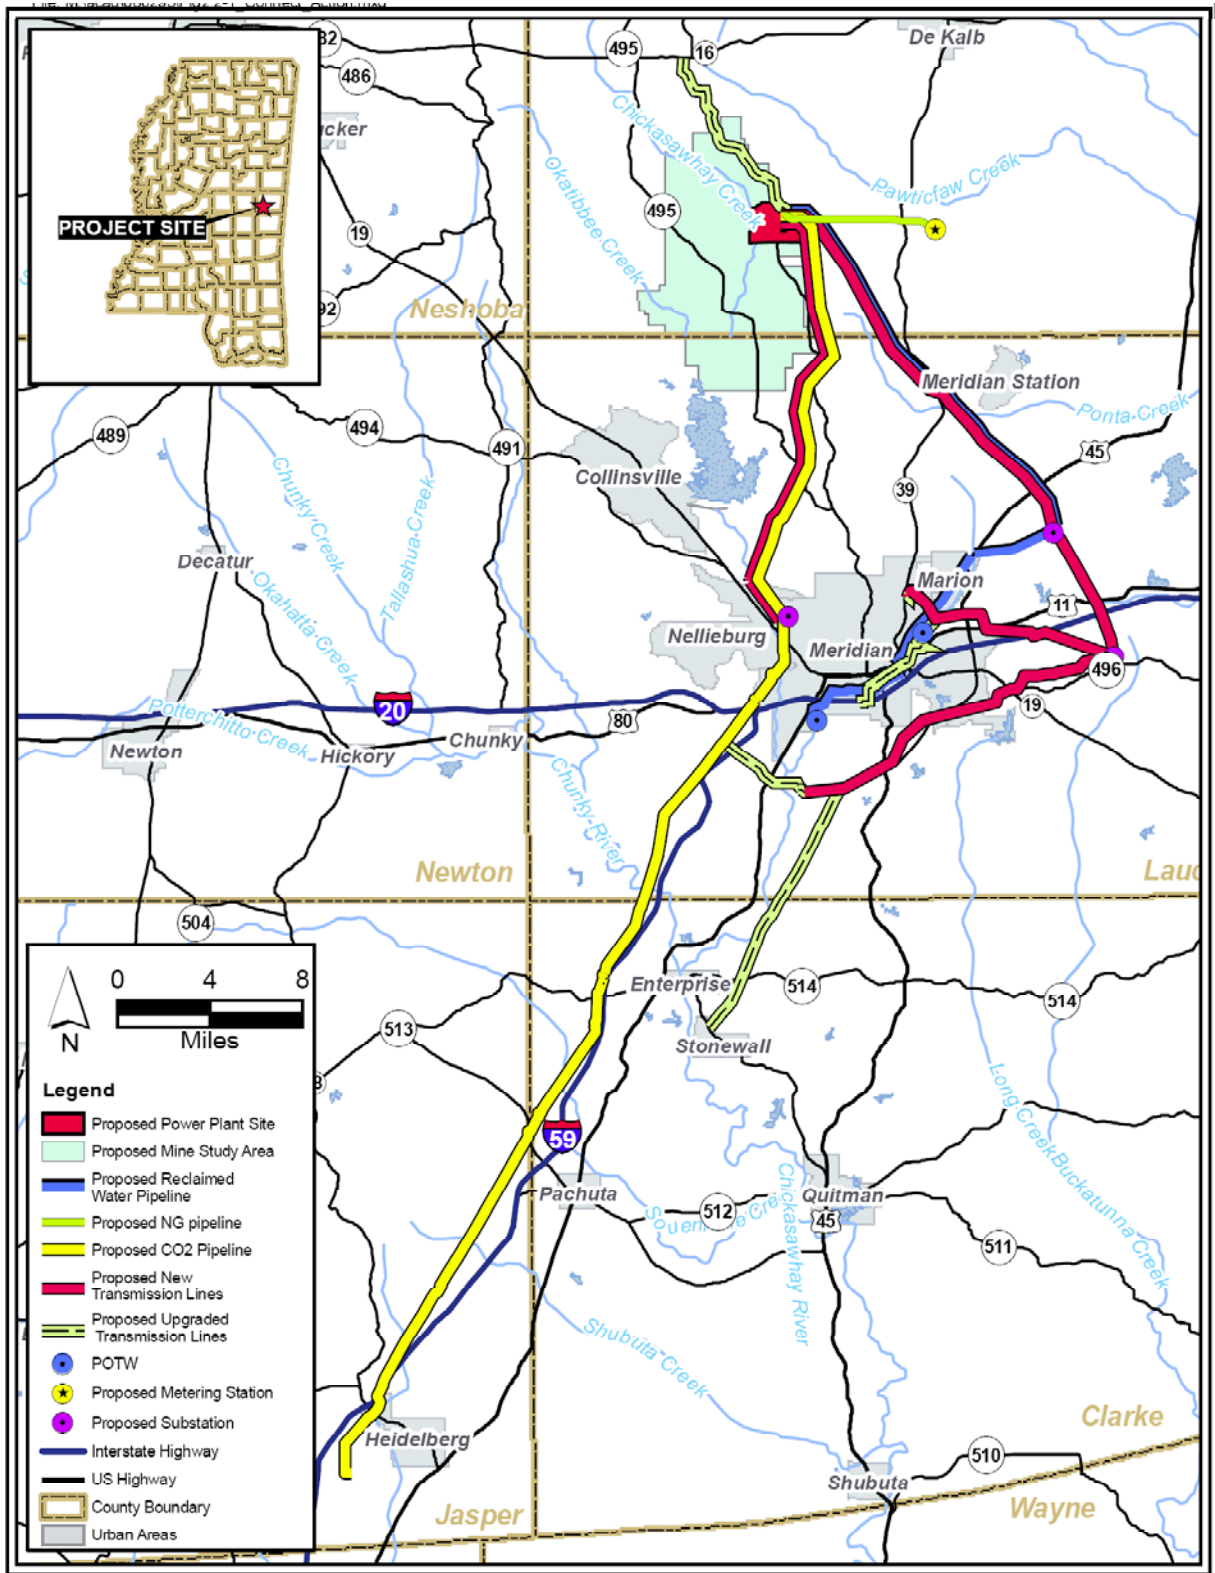 PROJECT SITE
495
16
De Kalb
486
19
495
Chickasawhay Creek
Okatibbee Creek
Pawticfaw Creek
Neshoba
Meridian Station
Ponta Creek
489
494
491
45
Collinsville
39
Chunky Creek
Tallashua Creek
Decatur
Okahatta Creek
Marion
11
Nellieburg
Meridian
496
20
19
Potterchitto Creek
80
Newton
Hickory
Chunky
Chunky River
Newton
504
0 4 8
Miles
N
Enterprise
514
514
513
Stonewall
Long Creek
Buckatunna Creek
59
Pachuta
512
Quitman
45
511
Chickasawhay River
Shubuta Creek
Heidelberg
Clarke
510
Shubuta
Jasper
Wayne
Legend
Proposed Power Plant Site
Proposed Mine Study Area
Proposed Reclaimed
Water Pipeline
Proposed NG pipeline
Proposed CO2 Pipeline
Proposed New
Transmission Lines
Proposed Upgraded
Transmission Lines
POTW
Proposed Metering Station
Proposed Substation
Interstate Highway
US Highway
County Boundary
Urban Areas